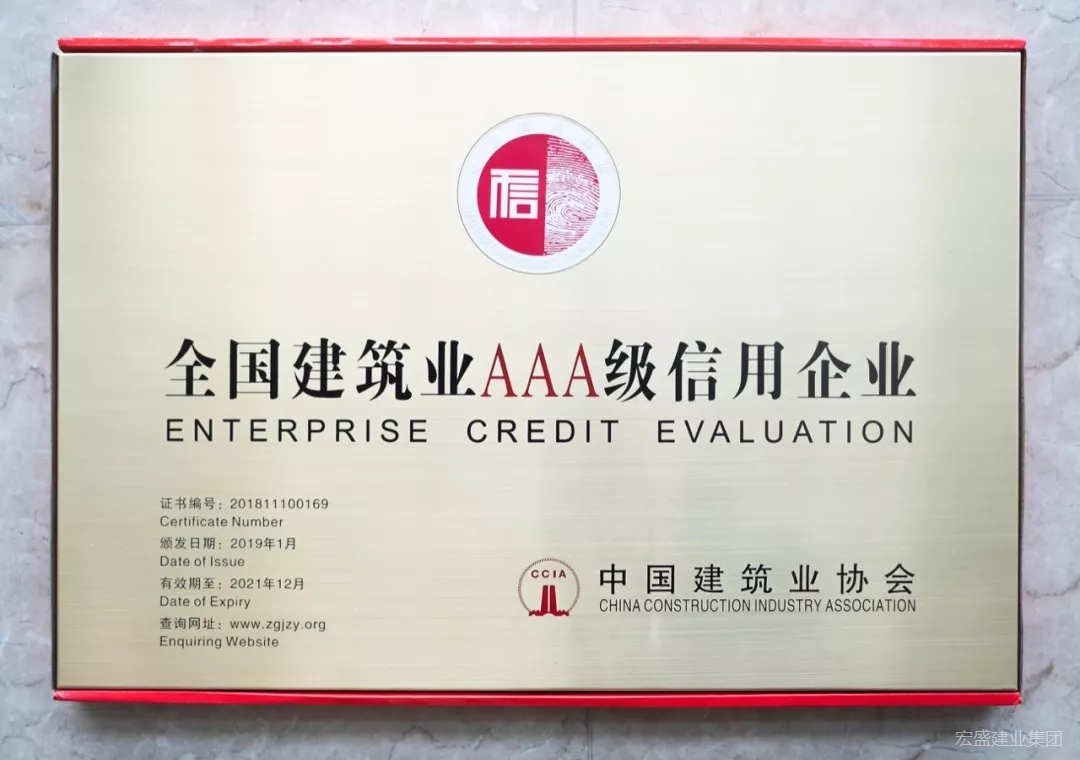 信
全国建筑业AAA级信用企业
ENTERPRISE CREDIT EVALUATION
证书编号：201811100169
Certificate Number
颁发日期：2019年1月
Date of Issue
有效期至：2021年12月
Date of Expiry
查询网址：www.zgjzy.org
Enquiring Website
CCIA
中国建筑业协会
CHINA CONSTRUCTION INDUSTRY ASSOCIATION
宏盛建业集团